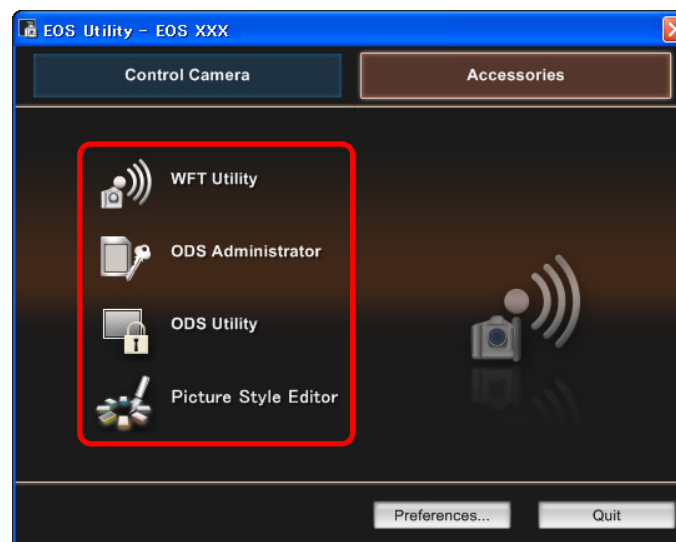 EOS Utility - EOS XXX
Control Camera
Accessories
WFT Utility
ODS Administrator
ODS Utility
Picture Style Editor
Preferences...
Quit